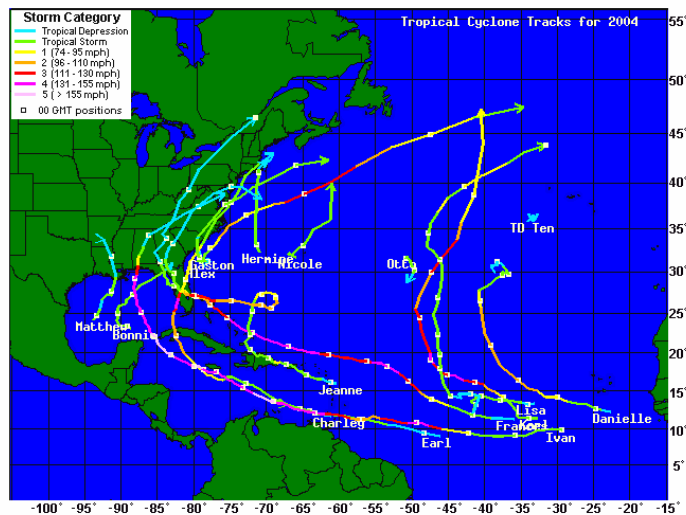 Storm Category
Tropical Depression
Tropical Storm
1 (74 - 95 mph)
2 (96 - 110 mph)
3 (111 - 130 mph)
4 (131 - 155 mph)
5 ( > 155 mph)
00 GMT positions
Tropical Cyclone Tracks for 2004
55°
50°
45°
40°
35°
30°
25°
20°
15°
10°
5°
TD Ten
Hermine
Nicole
Otto
Gaston
Alex
Matthew
Bonnie
Jeanne
Lisa
Danielle
Charley
Frances
Ivan
Earl
-100° -95° -90° -85° -80° -75° -70° -65° -60° -55° -50° -45° -40° -35° -30° -25° -20° -15°